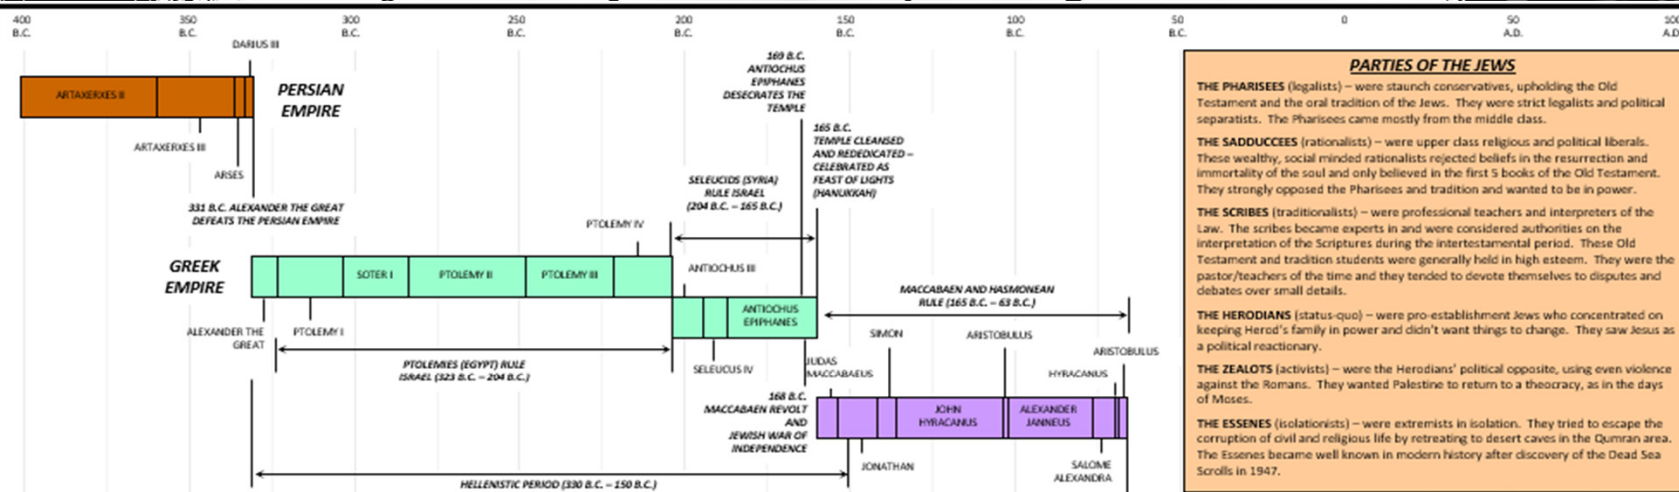 400 350 300 250 200 150 100 50 0 50 100
B.C. B.C. B.C. B.C. B.C. B.C. B.C. B.C. A.D. A.D.
DARIUS III
ARTAXERXES II
PERSIAN
EMPIRE
ARTAXERXES III
ARSES
331 B.C. ALEXANDER THE GREAT
DEFEATS THE PERSIAN EMPIRE
169 B.C.
ANTIOCHUS
EPIPHANES
DESECRATES THE
TEMPLE
165 B.C.
TEMPLE CLEANSED
AND REDEDICATED –
CELEBRATED AS
FEAST OF LIGHTS
(HANUKKAH)
SELEUCIDS (SYRIA)
RULE ISRAEL
(204 B.C. – 165 B.C.)
PTOLEMY IV
GREEK
EMPIRE
SOTER I
PTOLEMY II
PTOLEMY III
ANTIOCHUS III
ANTIOCHUS
EPIPHANES
ALEXANDER THE
GREAT
PTOLEMY I
PTOLEMIES (EGYPT) RULE
ISRAEL (323 B.C. – 204 B.C.)
SELEUCUS IV
MACCABAEN AND HASMONEAN
RULE (165 B.C. – 63 B.C.)
JUDAS
MACCABAEUS
SIMON
ARISTOBULUS
ARISTOBULUS
HYRACANUS
168 B.C.
MACCABAEN REVOLT
AND
JEWISH WAR OF
INDEPENDENCE
JOHN
HYRACANUS
ALEXANDER
JANNEUS
JONATHAN
SALOME
ALEXANDRA
HELLENISTIC PERIOD (330 B.C. – 150 B.C.)
PARTIES OF THE JEWS
THE PHARISEES (legalists) – were staunch conservatives, upholding the Old
Testament and the oral tradition of the Jews. They were strict legalists and political
separatists. The Pharisees came mostly from the middle class.
THE SADDUCEES (rationalists) – were upper class religious and political liberals.
These wealthy, social minded rationalists rejected beliefs in the resurrection and
immortality of the soul and only believed in the first 5 books of the Old Testament.
They strongly opposed the Pharisees and tradition and wanted to be in power.
THE SCRIBES (traditionalists) – were professional teachers and interpreters of the
Law. The scribes became experts in and were considered authorities on the
interpretation of the Scriptures during the intertestamental period. These Old
Testament and tradition students were generally held in high esteem. They were the
pastor/teachers of the time and they tended to devote themselves to disputes and
debates over small details.
THE HERODIANS (status-quo) – were pro-establishment Jews who concentrated on
keeping Herod's family in power and didn't want things to change. They saw Jesus as
a political reactionary.
THE ZEALOTS (activists) – were the Herodians' political opposite, using even violence
against the Romans. They wanted Palestine to return to a theocracy, as in the days
of Moses.
THE ESSENES (isolationists) – were extremists in isolation. They tried to escape the
corruption of civil and religious life by retreating to desert caves in the Qumran area.
The Essenes became well known in modern history after discovery of the Dead Sea
Scrolls in 1947.